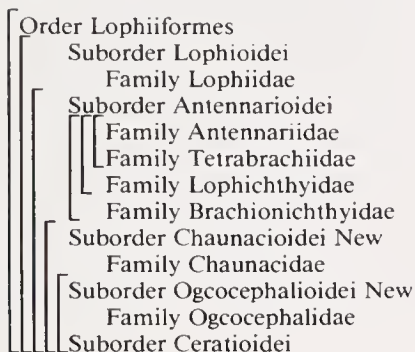 Order Lophiiformes
Suborder Lophioidei
Family Lophiidae
Suborder Antennarioidei
Family Antennariidae
Family Tetrabrachiidae
Family Lophichthyidae
Family Brachionichthyidae
Suborder Chaunacioidei New
Family Chaunacidae
Suborder Ogcocephalioidei New
Family Ogcocephalidae
Suborder Ceratioidei